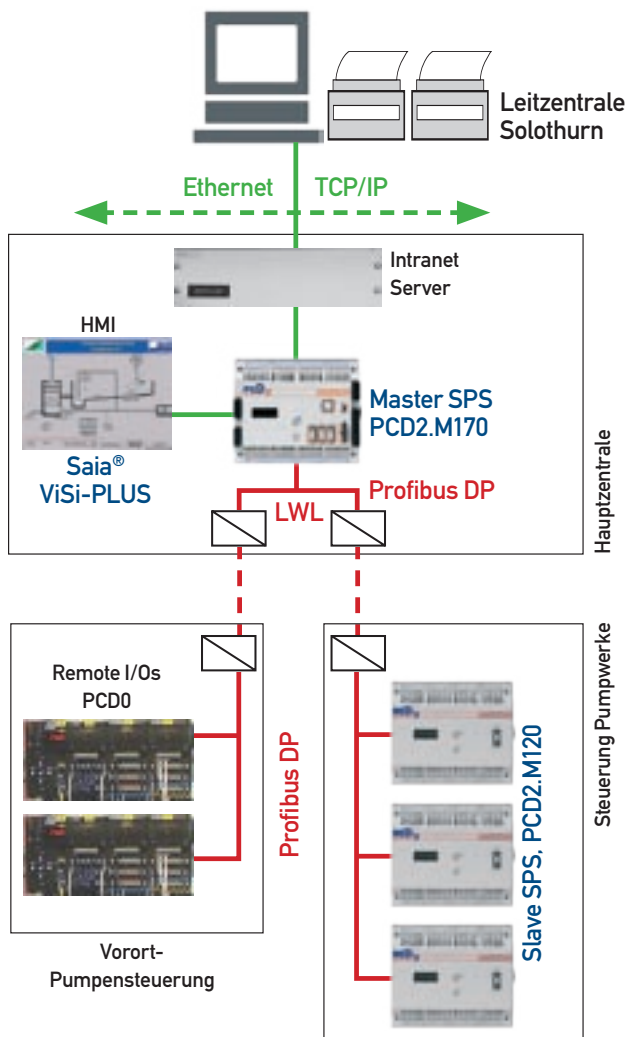 Leitzentrale
Solothurn
Ethernet TCP/IP
Intranet
Server
HMI
Master SPS
PCD2.M170
Saia®
ViSi-PLUS
Profibus DP
LWL
Hauptzentrale
Remote I/Os
PCD0
Profibus DP
Slave SPS, PCD2.M120
Steuerung Pumpwerke
Vorort-
Pumpensteuerung